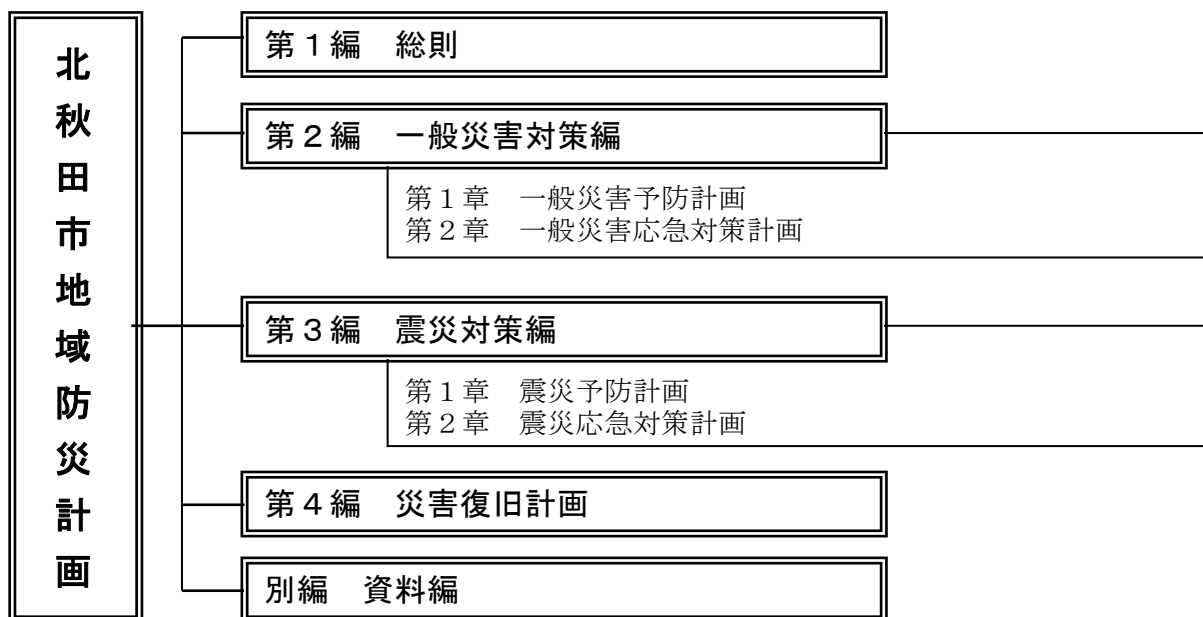 北秋田市地域防災計画
第１編　総則
第２編　一般災害対策編
第１章　一般災害予防計画
第２章　一般災害応急対策計画
第３編　震災対策編
第１章　震災予防計画
第２章　震災応急対策計画
第４編　災害復旧計画
別編　資料編